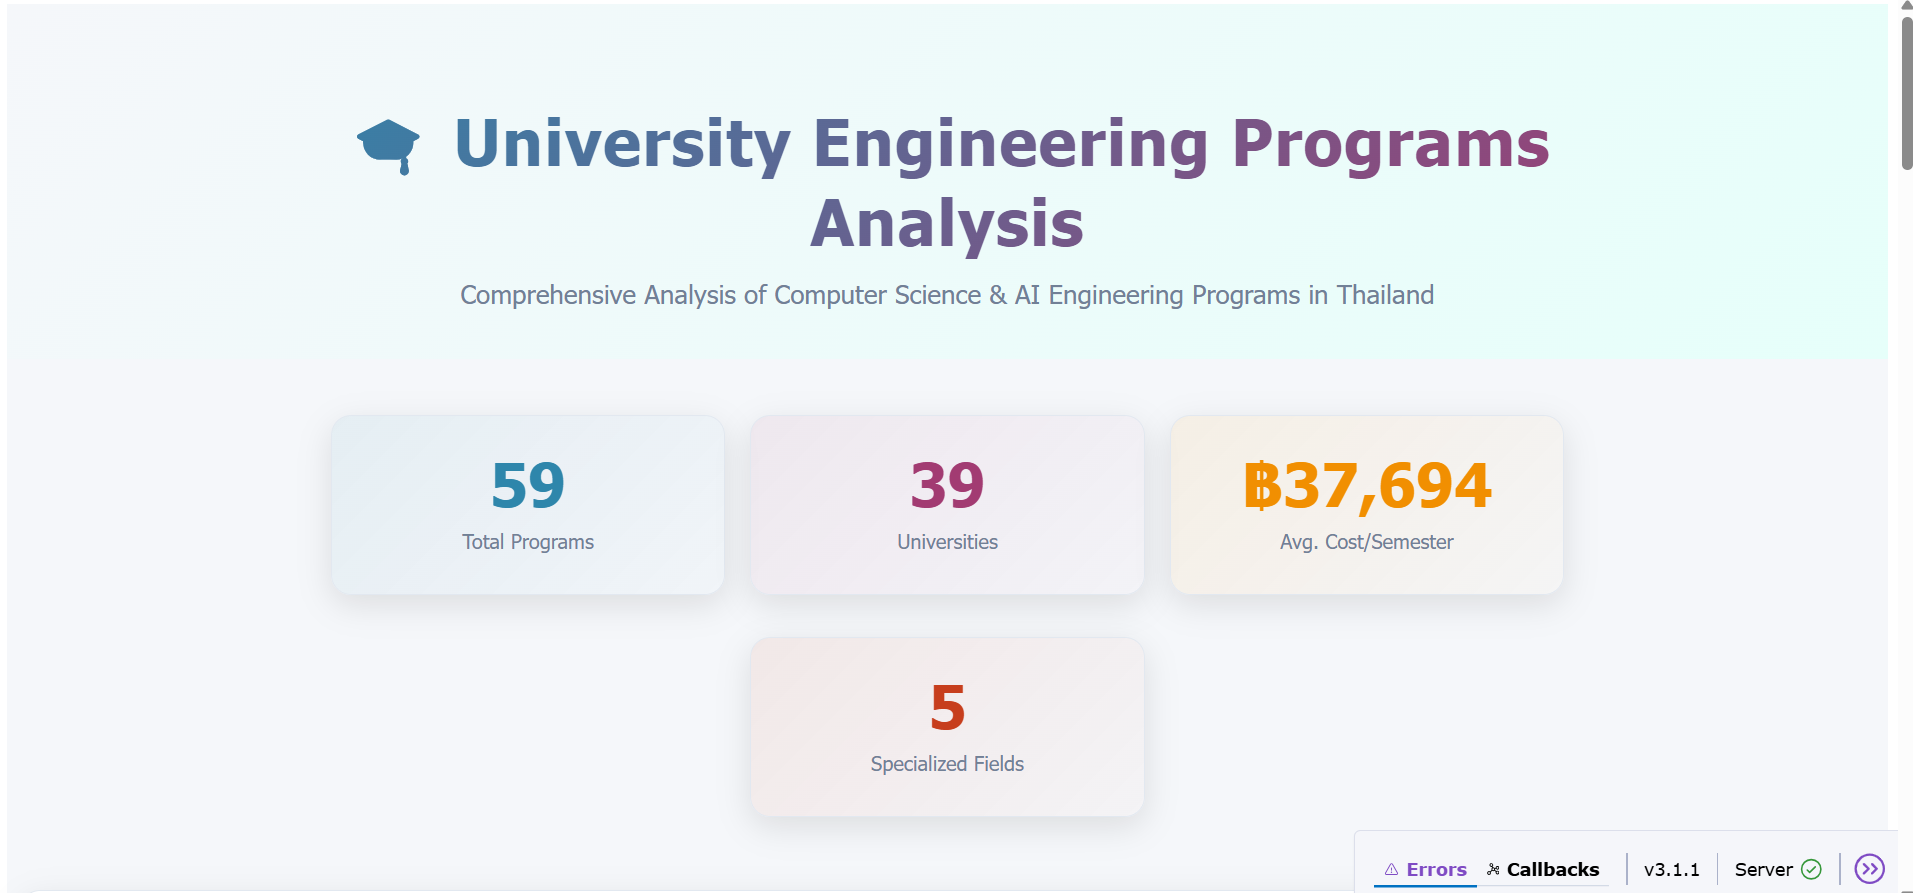 University Engineering Programs
Analysis
Comprehensive Analysis of Computer Science & AI Engineering Programs in Thailand
59
Total Programs
39
Universities
฿37,694
Avg. Cost/Semester
5
Specialized Fields
Errors Callbacks v3.1.1 Server